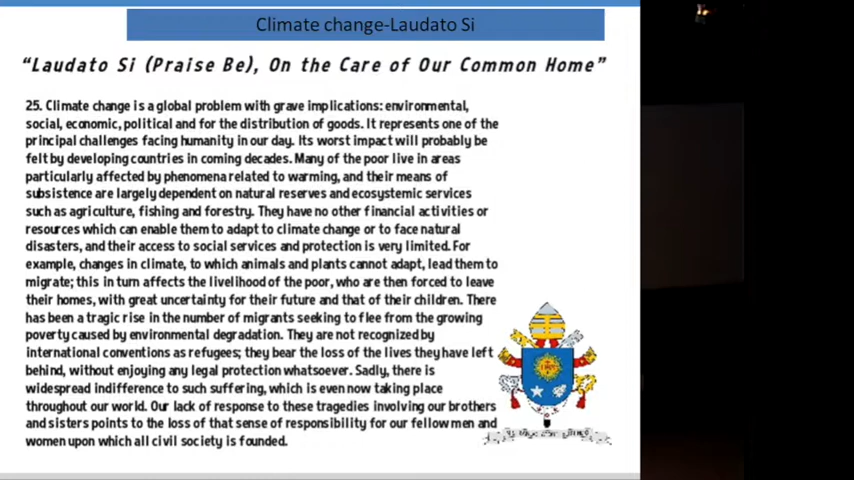 Climate change-Laudato Si
“Laudato Si (Praise Be), On the Care of Our Common Home”
25. Climate change is a global problem with grave implications: environmental,
social, economic, political and for the distribution of goods. It represents one of the
principal challenges facing humanity in our day. Its worst impact will probably be
felt by developing countries in coming decades. Many of the poor live in areas
particularly affected by phenomena related to warming, and their means of
subsistence are largely dependent on natural reserves and ecosystemic services
such as agriculture, fishing and forestry. They have no other financial activities or
resources which can enable them to adapt to climate change or to face natural
disasters, and their access to social services and protection is very limited. For
example, changes in climate, to which animals and plants cannot adapt, lead them to
migrate; this in turn affects the livelihood of the poor, who are then forced to leave
their homes, with great uncertainty for their future and that of their children. There
has been a tragic rise in the number of migrants seeking to flee from the growing
poverty caused by environmental degradation. They are not recognized by
international conventions as refugees; they bear the loss of the lives they have left
behind, without enjoying any legal protection whatsoever. Sadly, there is
widespread indifference to such suffering, which is even now taking place
throughout our world. Our lack of response to these tragedies involving our brothers
and sisters points to the loss of that sense of responsibility for our fellow men and
women upon which all civil society is founded.